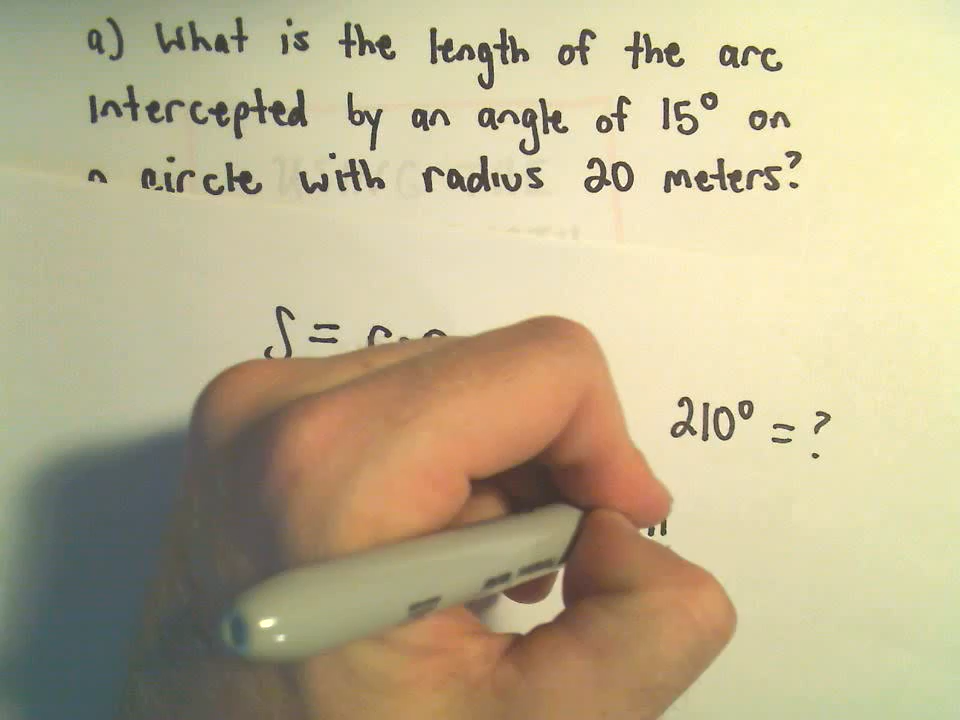 a) What is the length of the arc
intercepted by an angle of 15° on
a circle with radius 20 meters?
S =
210° = ?